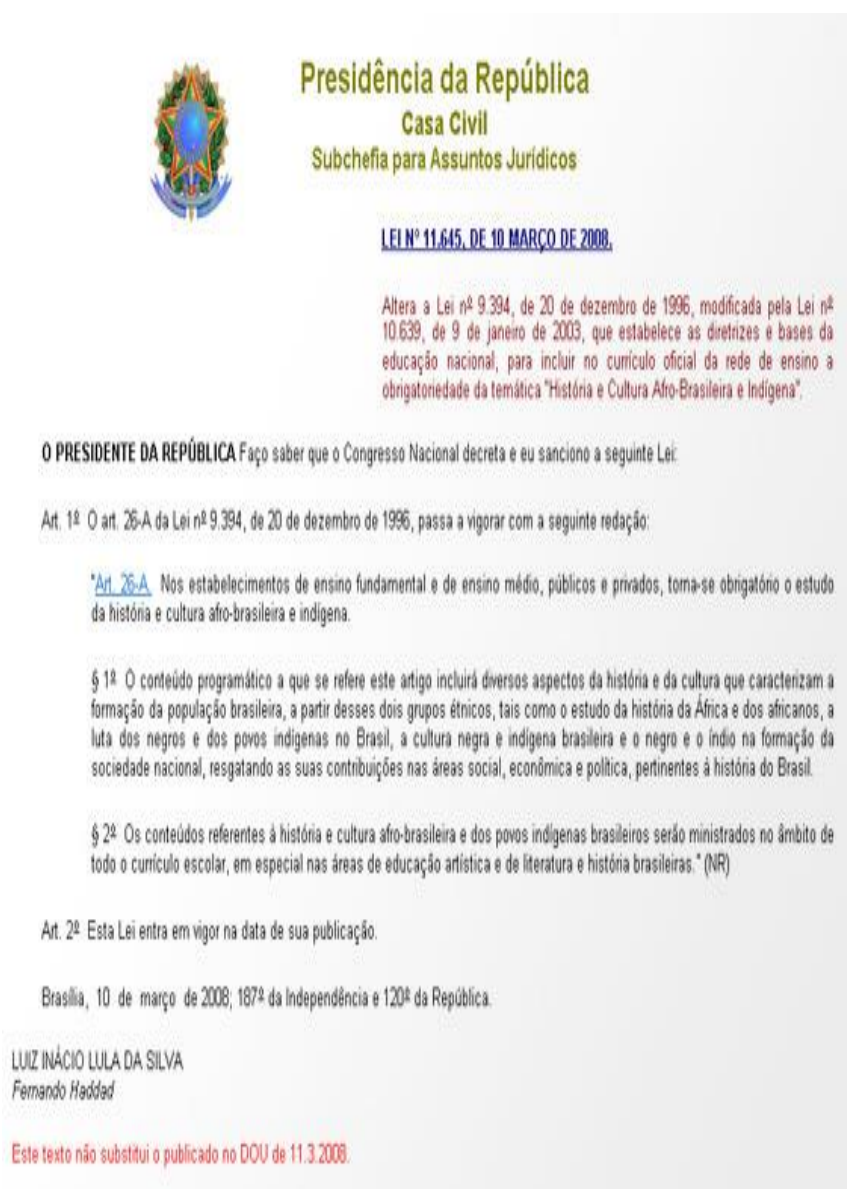 Presidência da República
Casa Civil
Subchefia para Assuntos Jurídicos
LEI Nº 11.645, DE 10 MARÇO DE 2008.
Altera a Lei nº 9.394, de 20 de dezembro de 1996, modificada pela Lei nº
10.639, de 9 de janeiro de 2003, que estabelece as diretrizes e bases da
educação nacional, para incluir no currículo oficial da rede de ensino a
obrigatoriedade da temática "História e Cultura Afro-Brasileira e Indígena".
O PRESIDENTE DA REPÚBLICA Faço saber que o Congresso Nacional decreta e eu sanciono a seguinte Lei:
Art. 1º O art. 26-A da Lei nº 9.394, de 20 de dezembro de 1996, passa a vigorar com a seguinte redação:
"Art. 26-A. Nos estabelecimentos de ensino fundamental e de ensino médio, públicos e privados, torna-se obrigatório o estudo
da história e cultura afro-brasileira e indígena.
§ 1º O conteúdo programático a que se refere este artigo incluirá diversos aspectos da história e da cultura que caracterizam a
formação da população brasileira, a partir desses dois grupos étnicos, tais como o estudo da história da África e dos africanos, a
luta dos negros e dos povos indígenas no Brasil, a cultura negra e indígena brasileira e o negro e o índio na formação da
sociedade nacional, resgatando as suas contribuições nas áreas social, econômica e política, pertinentes à história do Brasil.
§ 2º Os conteúdos referentes à história e cultura afro-brasileira e dos povos indígenas brasileiros serão ministrados no âmbito de
todo o currículo escolar, em especial nas áreas de educação artística e de literatura e história brasileiras." (NR)
Art. 2º Esta Lei entra em vigor na data de sua publicação.
Brasília, 10 de março de 2008; 187º da Independência e 120º da República.
LUIZ INÁCIO LULA DA SILVA
Fernando Haddad
Este texto não substitui o publicado no DOU de 11.3.2008.